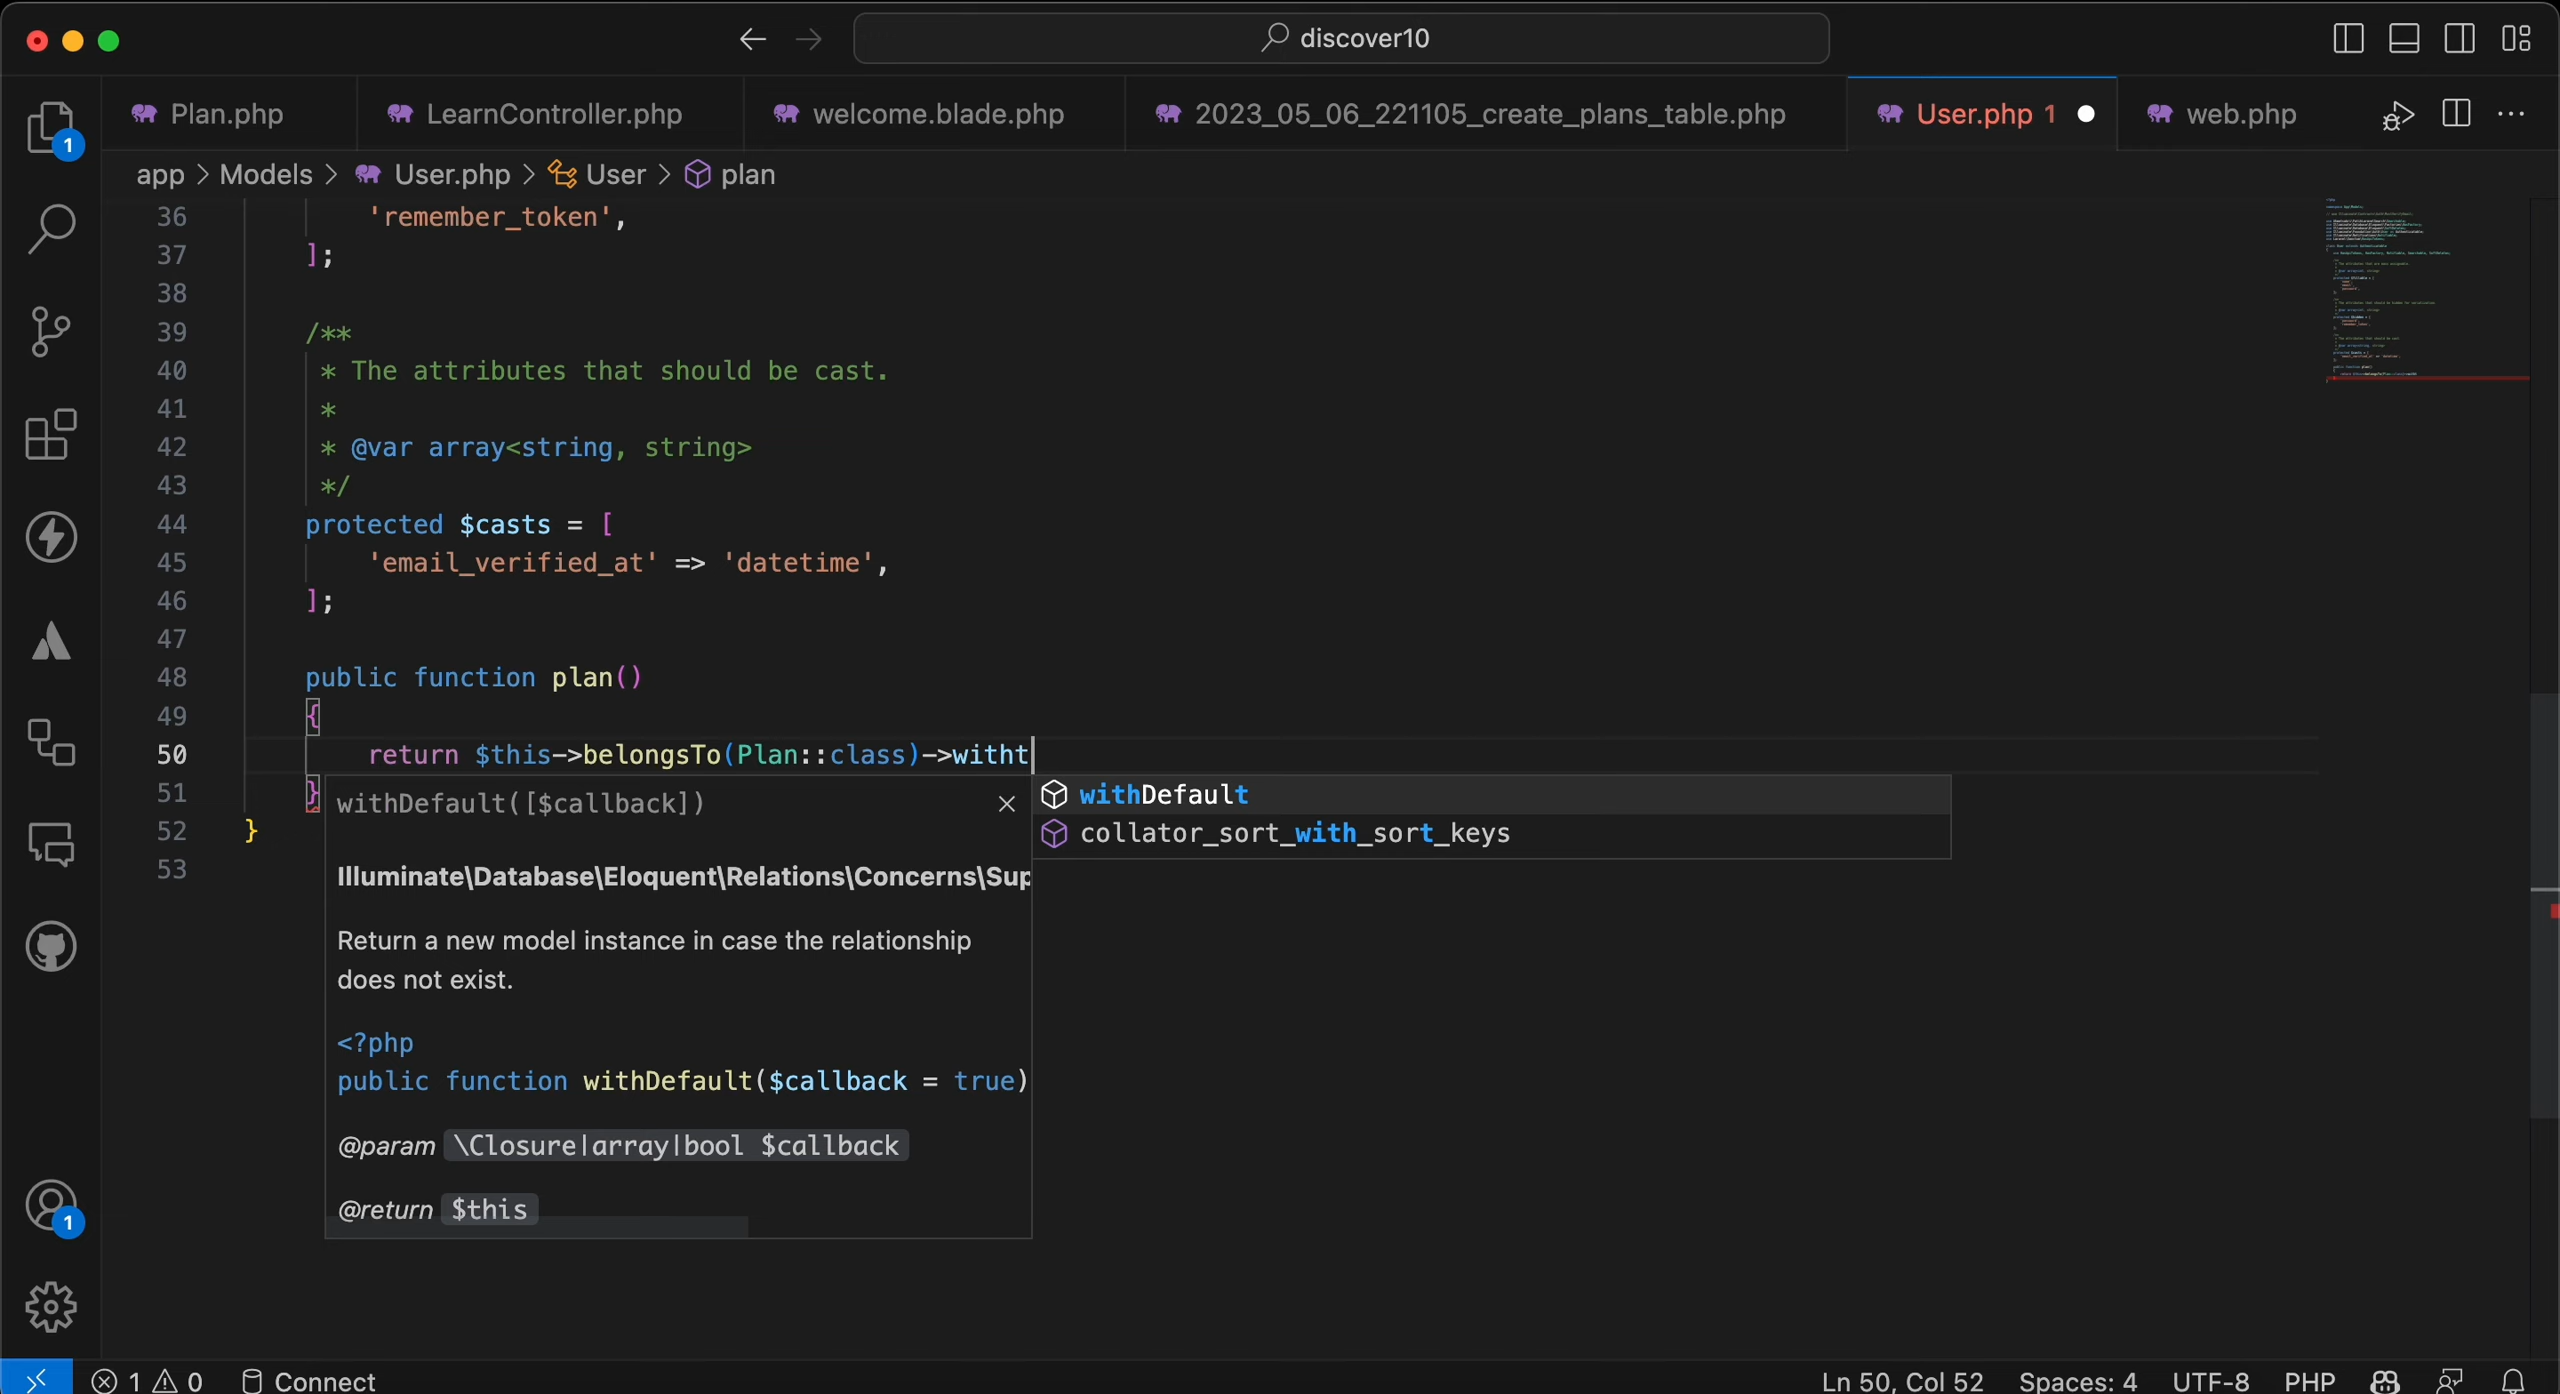 discover10
Plan.php LearnController.php welcome.blade.php 2023_05_06_221105_create_plans_table.php User.php 1 web.php
1
app > Models > User.php > User > plan
36 'remember_token',
37 ];
38
39 /**
40 * The attributes that should be cast.
41 *
42 * @var array<string, string>
43 */
44 protected $casts = [
45 'email_verified_at' => 'datetime',
46 ];
47
48 public function plan()
49 {
50 return $this->belongsTo(Plan::class)->witht
51 }
52 }
53
withDefault([$callback])
Illuminate\Database\Eloquent\Relations\Concerns\Sup
Return a new model instance in case the relationship
does not exist.
<?php
public function withDefault($callback = true)
@param \Closure|array|bool $callback
@return $this
withDefault
collator_sort_with_sort_keys
1
1 0 Connect Ln 50, Col 52 Spaces: 4 UTF-8 PHP